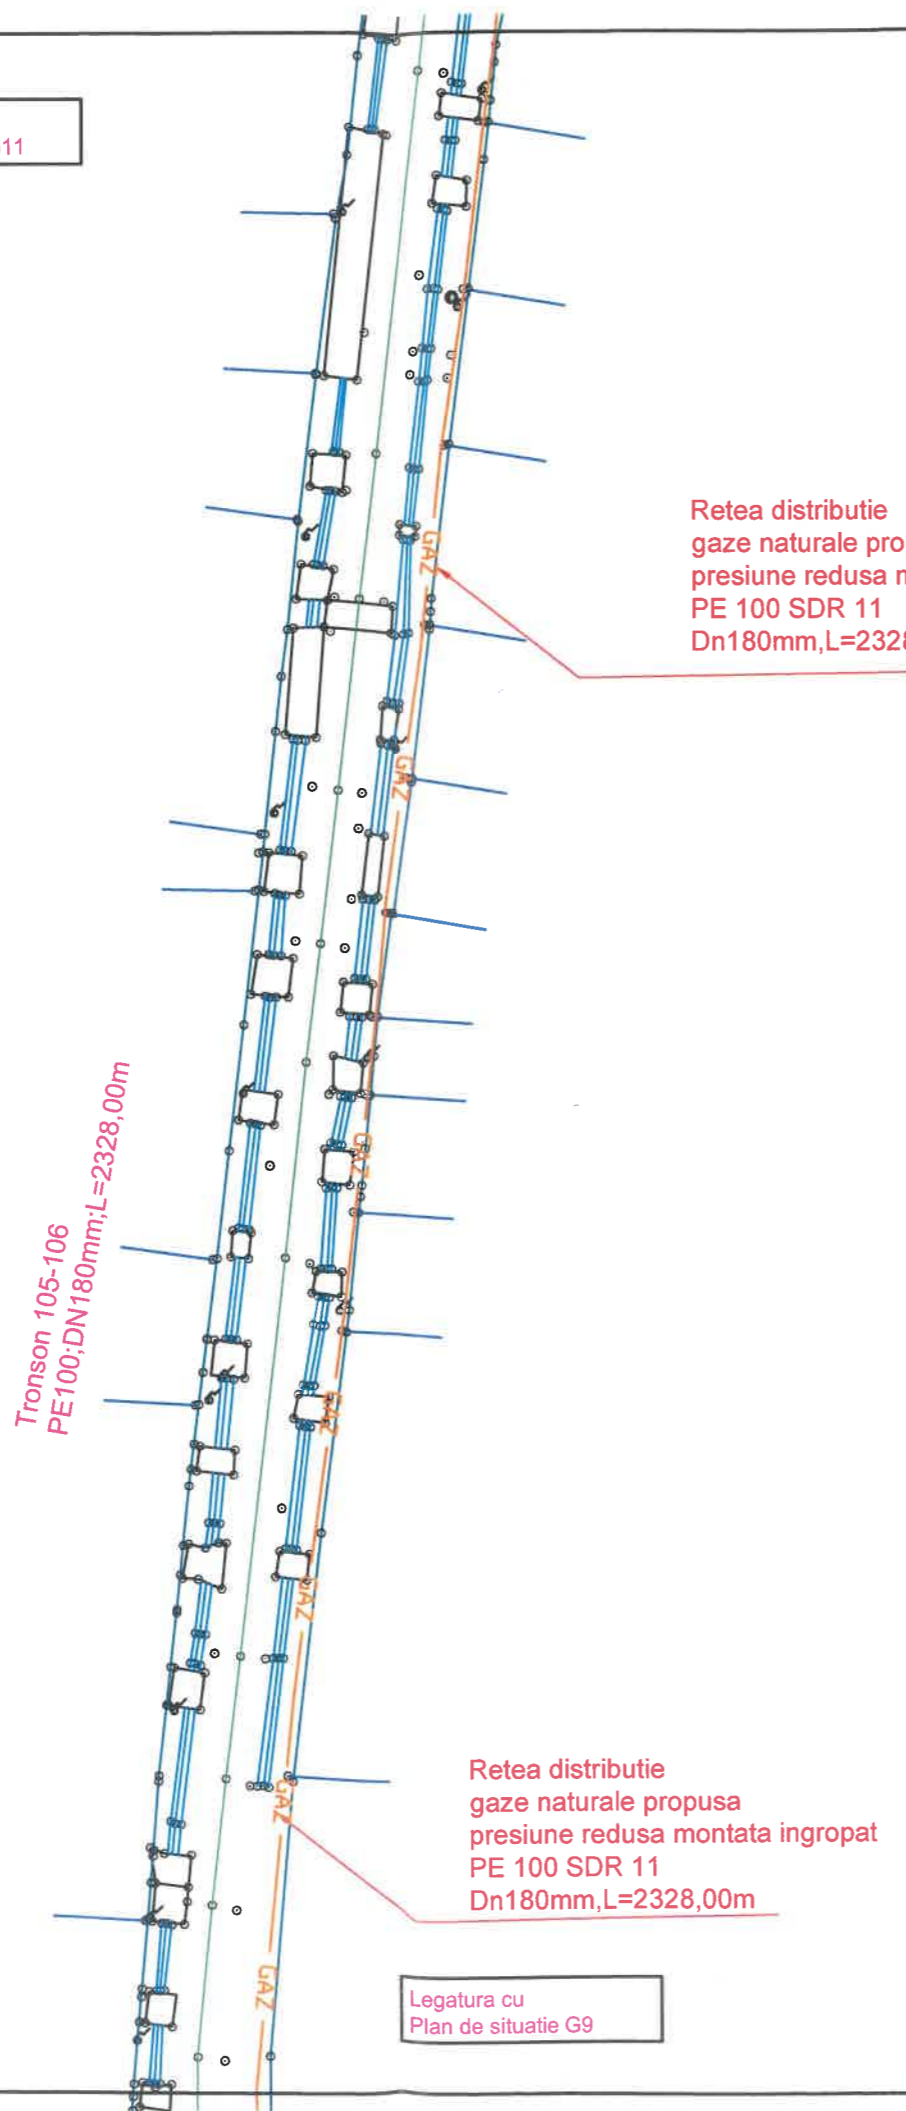 11
Retea distributie
gaze naturale pro
presiune redusa
PE 100 SDR 11
Dn180mm,L=2328
GAZ
GAZ
GAZ
GAZ
GAZ
GAZ
GAZ
Tronson 105-106
PE100;DN180mm;L=2328,00m
Retea distributie
gaze naturale propusa
presiune redusa montata ingropat
PE 100 SDR 11
Dn180mm,L=2328,00m
Legatura cu
Plan de situatie G9